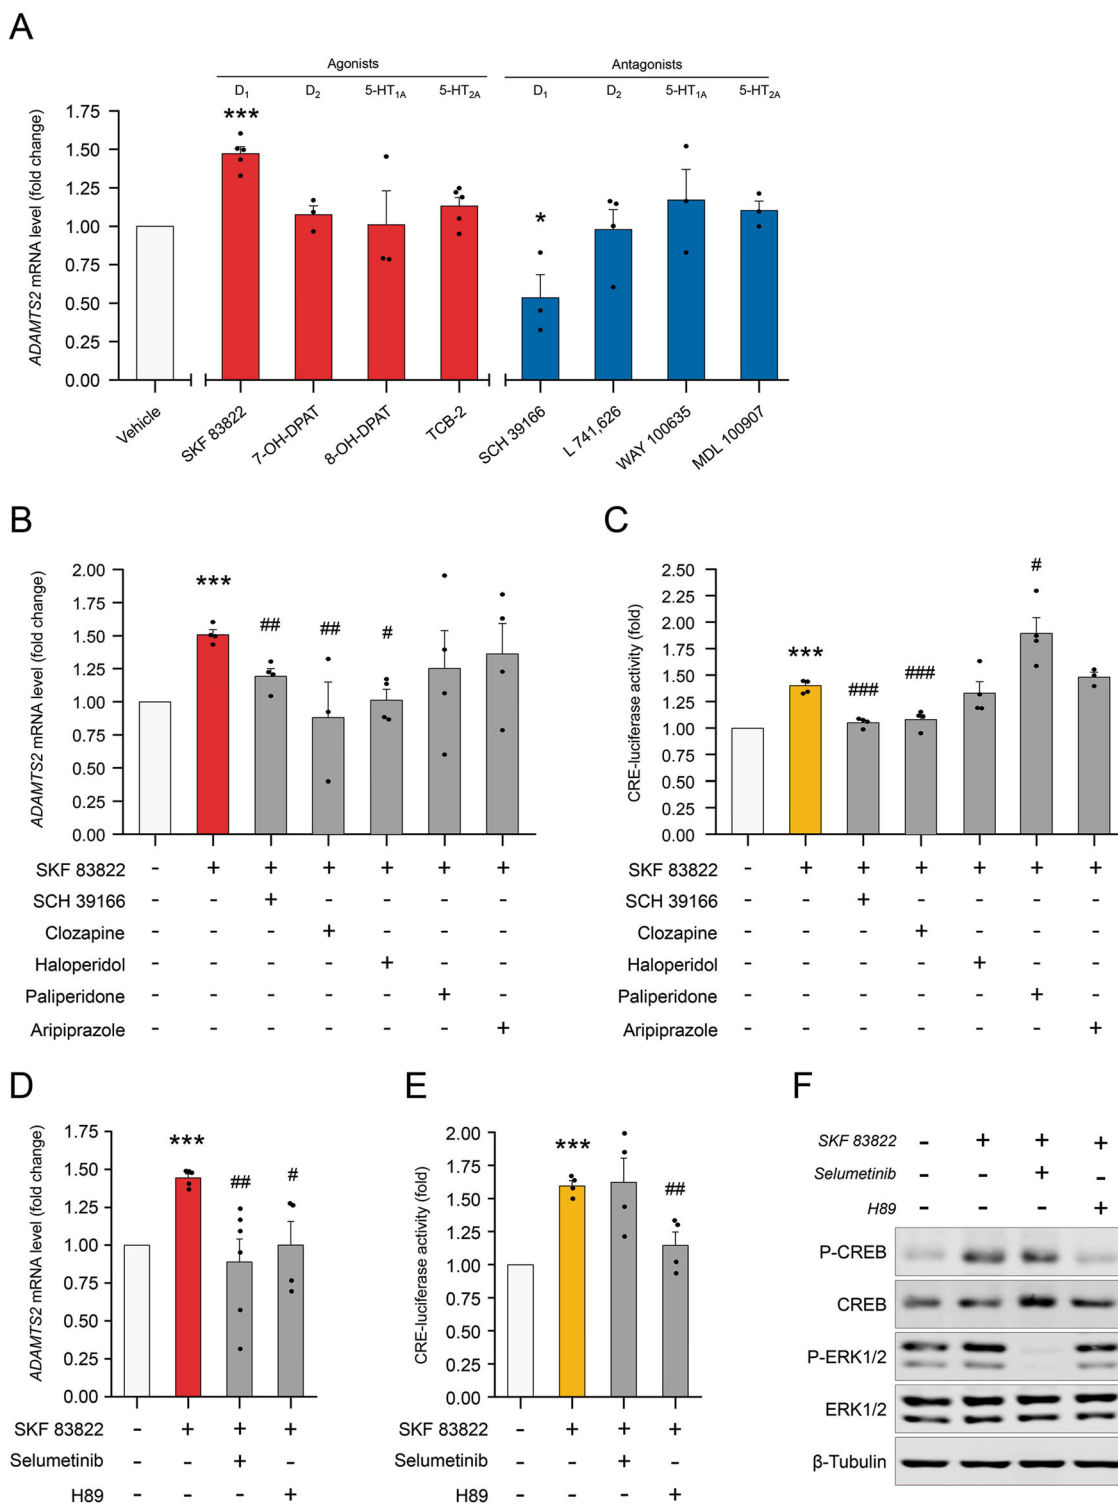 A
Agonists Antagonists
D1 D2 5-HT1A 5-HT2A D1 D2 5-HT1A 5-HT2A
ADAMTS2 mRNA level (fold change)
1.75
1.50
1.25
1.00
0.75
0.50
0.25
0.00
*** *
Vehicle SKF 83822 7-OH-DPAT 8-OH-DPAT TCB-2 SCH 39166 L 741,626 WAY 100635 MDL 100907
B
ADAMTS2 mRNA level (fold change)
2.00
1.75
1.50
1.25
1.00
0.75
0.50
0.25
0.00
*** ## ## #
SKF 83822 - + + + + + +
SCH 39166 - - + - - - -
Clozapine - - - + - - -
Haloperidol - - - - + - -
Paliperidone - - - - - + -
Aripiprazole - - - - - - +
C
CRE-luciferase activity (fold)
2.50
2.25
2.00
1.75
1.50
1.25
1.00
0.75
0.50
0.25
0.00
*** ### ### #
SKF 83822 - + + + + + +
SCH 39166 - - + - - - -
Clozapine - - - + - - -
Haloperidol - - - - + - -
Paliperidone - - - - - + -
Aripiprazole - - - - - - +
D
ADAMTS2 mRNA level (fold change)
1.75
1.50
1.25
1.00
0.75
0.50
0.25
0.00
*** ## #
SKF 83822 - + + +
Selumetinib - - + -
H89 - - - +
E
CRE-luciferase activity (fold)
2.00
1.75
1.50
1.25
1.00
0.75
0.50
0.25
0.00
*** ##
SKF 83822 - + + +
Selumetinib - - + -
H89 - - - +
F
SKF 83822 - + + +
Selumetinib - - + -
H89 - - - +
P-CREB
CREB
P-ERK1/2
ERK1/2
β-Tubulin